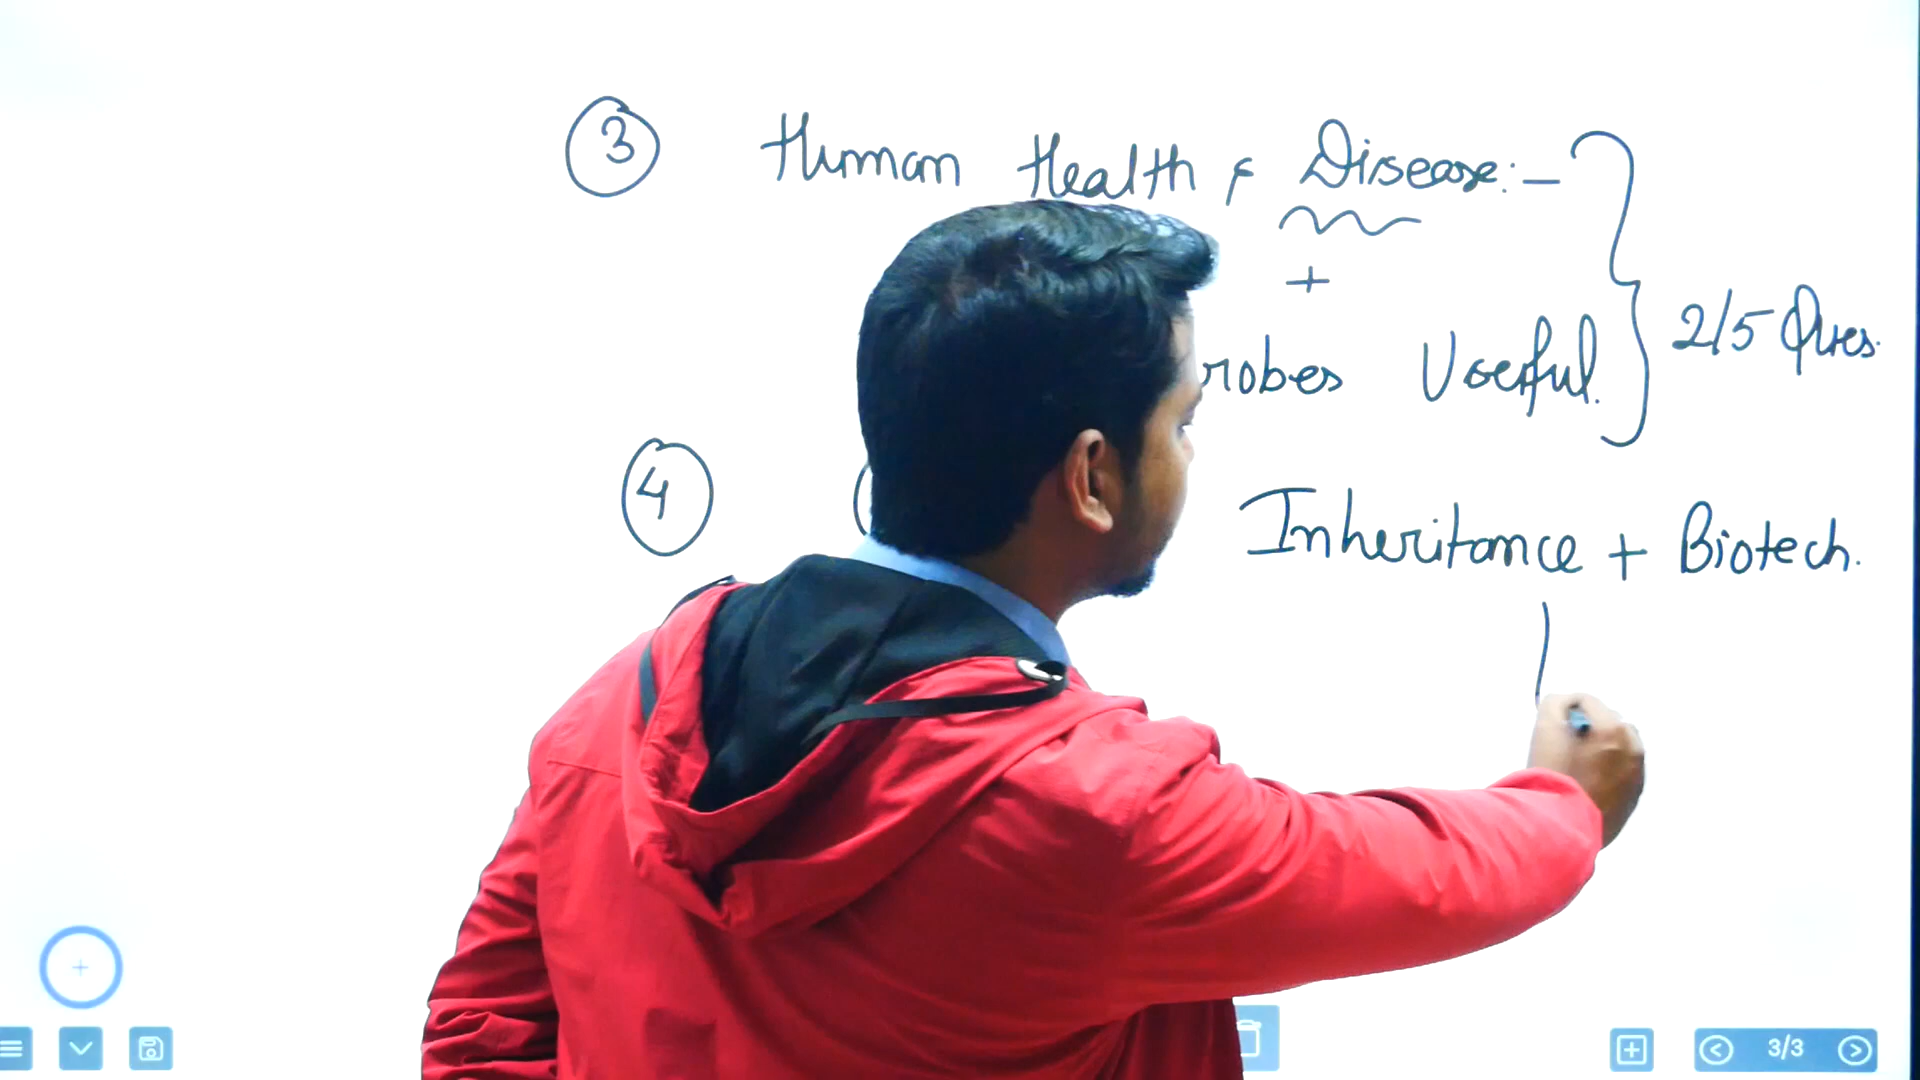 3 Human Health & Disease:-
+
robes Useful.
2/5 Ques.
4 Inheritance + Biotech.
3/3